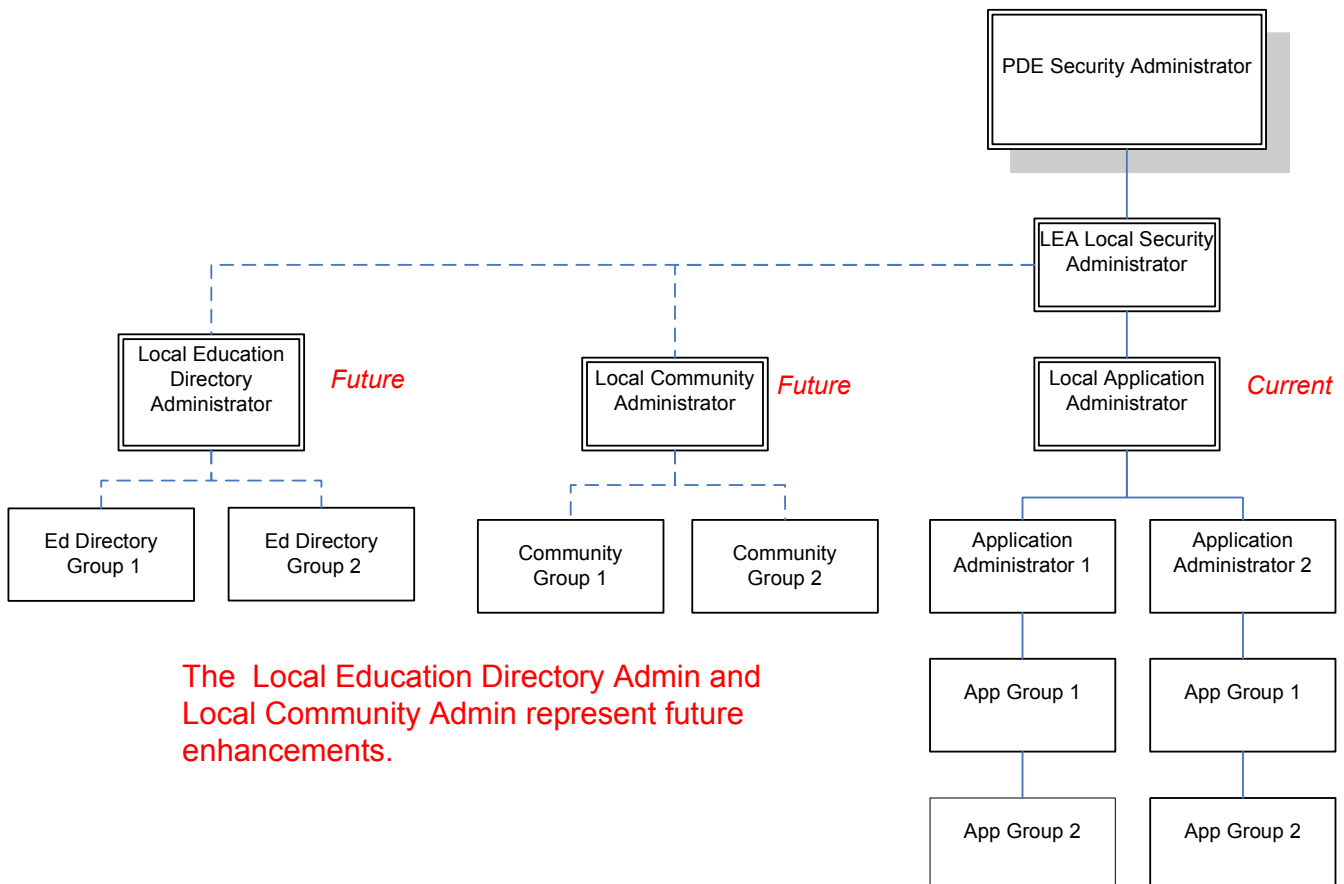 PDE Security Administrator
LEA Local Security
Administrator
Local Education
Directory
Administrator
Future
Local Community
Administrator
Future
Local Application
Administrator
Current
Ed Directory
Group 1
Ed Directory
Group 2
Community
Group 1
Community
Group 2
Application
Administrator 1
Application
Administrator 2
The Local Education Directory Admin and
Local Community Admin represent future
enhancements.
App Group 1
App Group 1
App Group 2
App Group 2